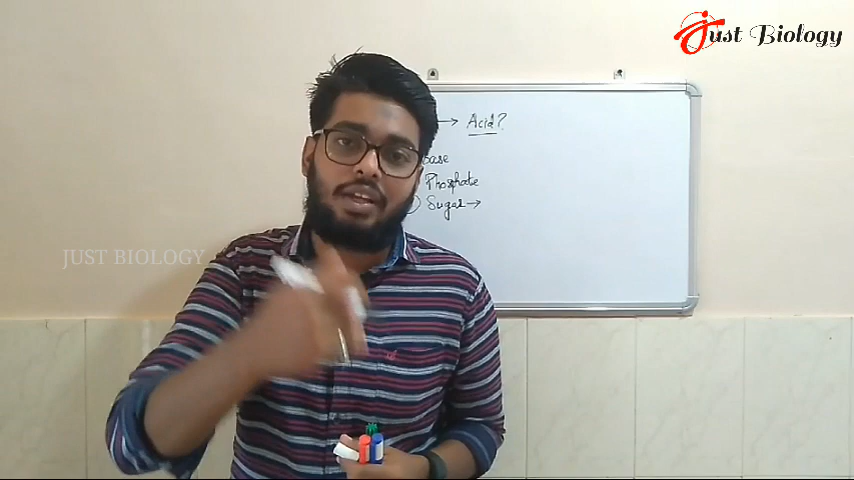 Just Biology
→ Acid?
base
Phosphate
Sugar →
JUST BIOLOGY